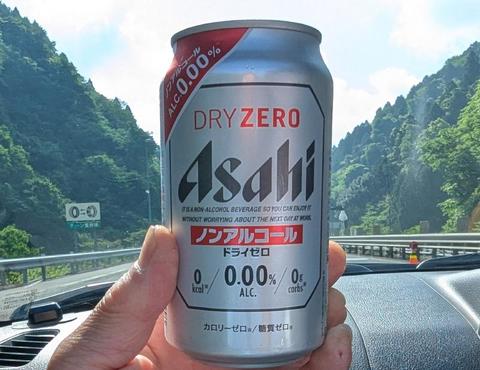 ノンアルコール
ALC.0.00%
DRY ZERO
Asahi
IT IS A NON-ALCOHOL BEVERAGE SO YOU CAN ENJOY IT
WITHOUT WORRYING ABOUT THE NEXT DAY AT WORK.
ノンアルコール
ドライゼロ
0 kcal※/0.00% ALC./0g carbs※
カロリーゼロ※/糖質ゼロ※